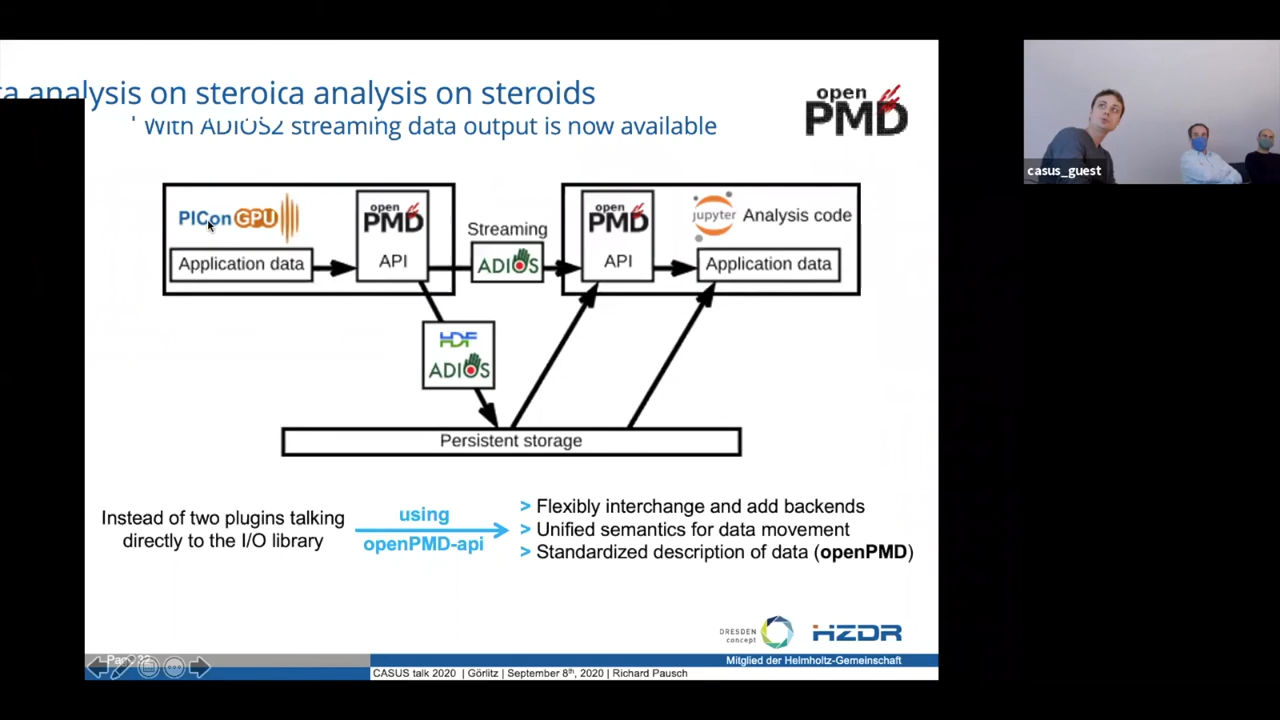 a analysis on steroica analysis on steroids
With ADIOS2 streaming data output is now available
open
PMD
PIConGPU
Application data
open
PMD
API
Streaming
ADIOS
open
PMD
API
jupyter
Analysis code
Application data
HDF
ADIOS
Persistent storage
Instead of two plugins talking
directly to the I/O library
using
openPMD-api
> Flexibly interchange and add backends
> Unified semantics for data movement
> Standardized description of data (openPMD)
DRESDEN
concept
HZDR
Mitglied der Helmholtz-Gemeinschaft
CASUS talk 2020 | Görlitz | September 8th, 2020 | Richard Pausch
casus_guest